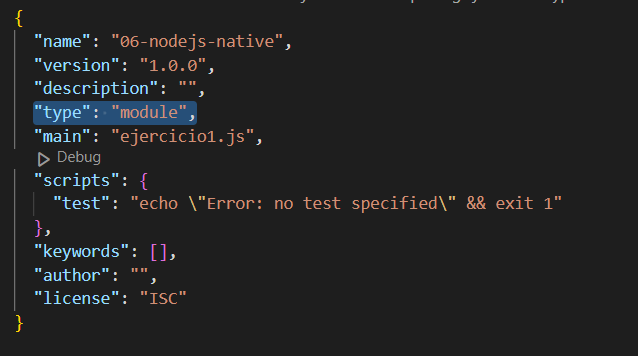 {
"name": "06-nodejs-native",
"version": "1.0.0",
"description": "",
"type": "module",
"main": "ejercicio1.js",
Debug
"scripts": {
"test": "echo \"Error: no test specified\" && exit 1"
},
"keywords": [],
"author": "",
"license": "ISC"
}